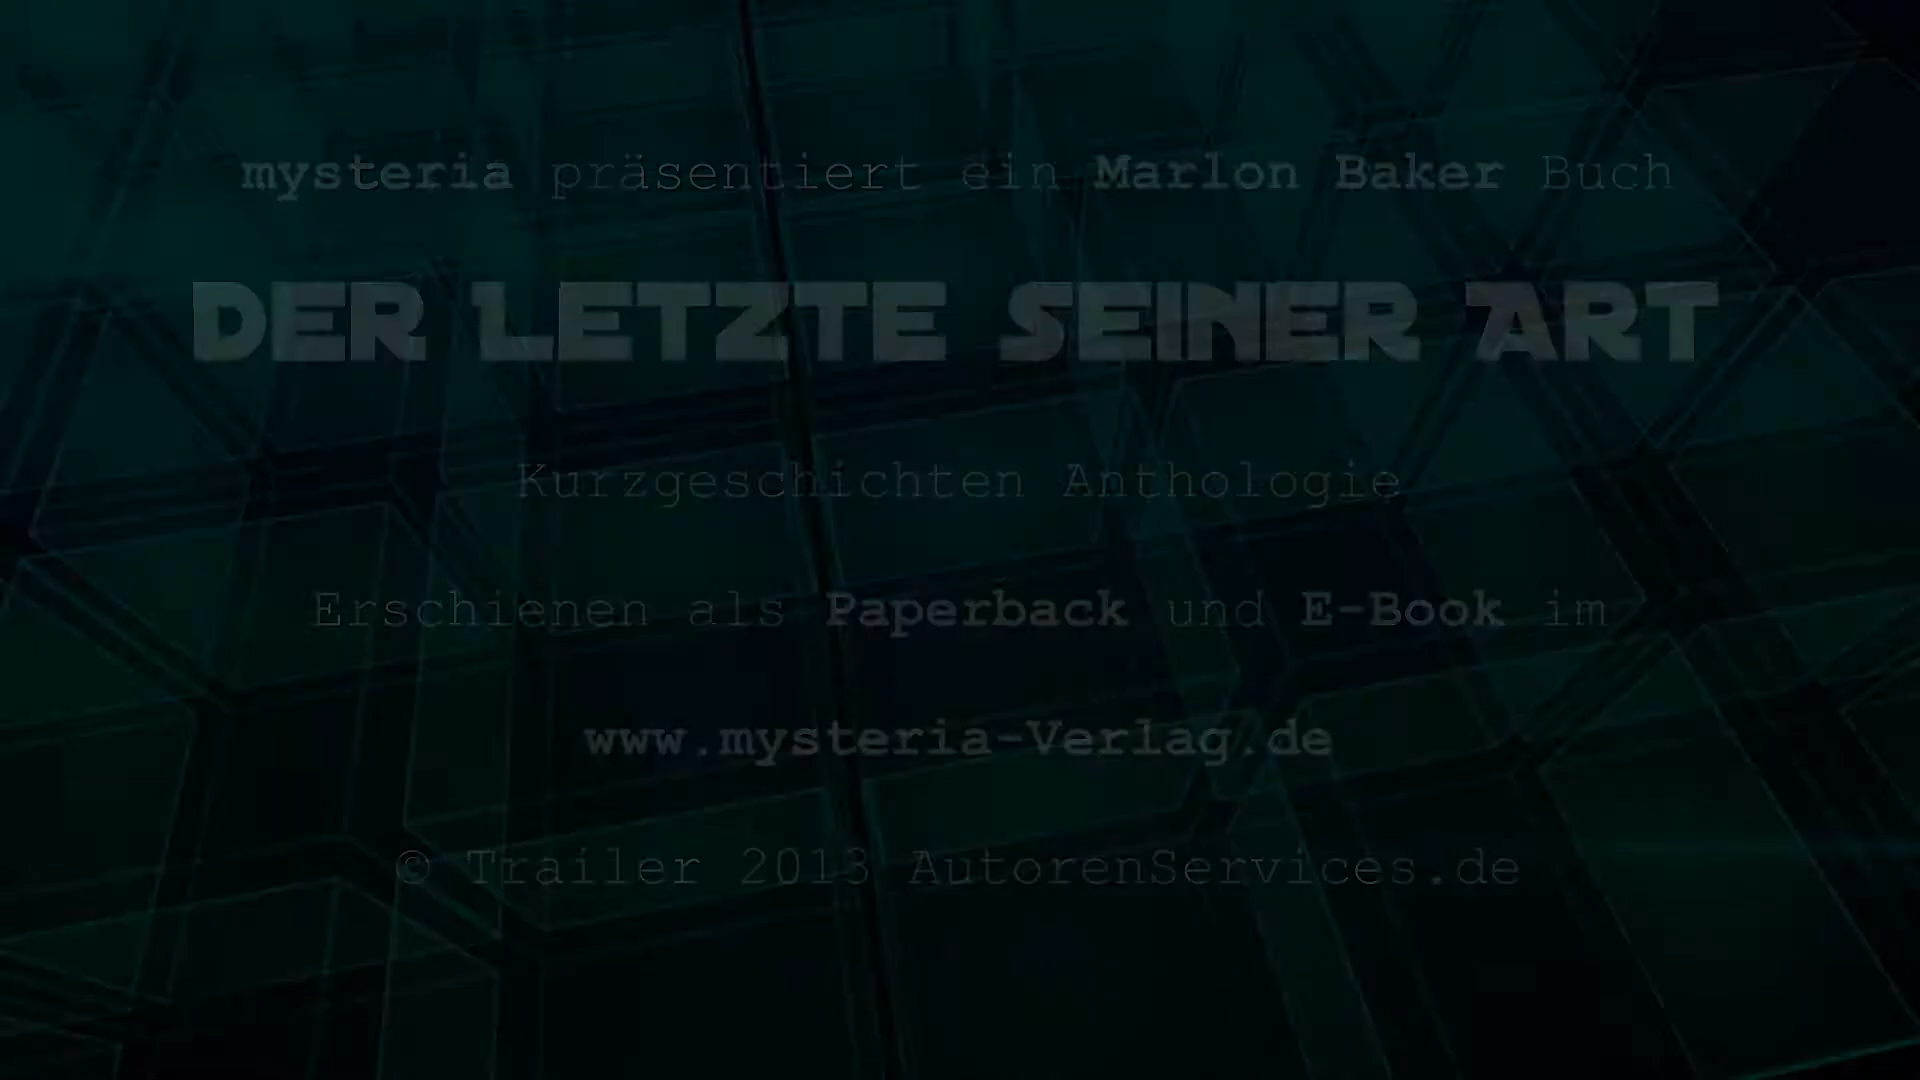 mysteria präsentiert ein Marlon Baker Buch
DER LETZTE SEINER ART
Kurzgeschichten Anthologie
Erschienen als Paperback und E-Book im
www.mysteria-Verlag.de
© Trailer 2013 AutorenServices.de